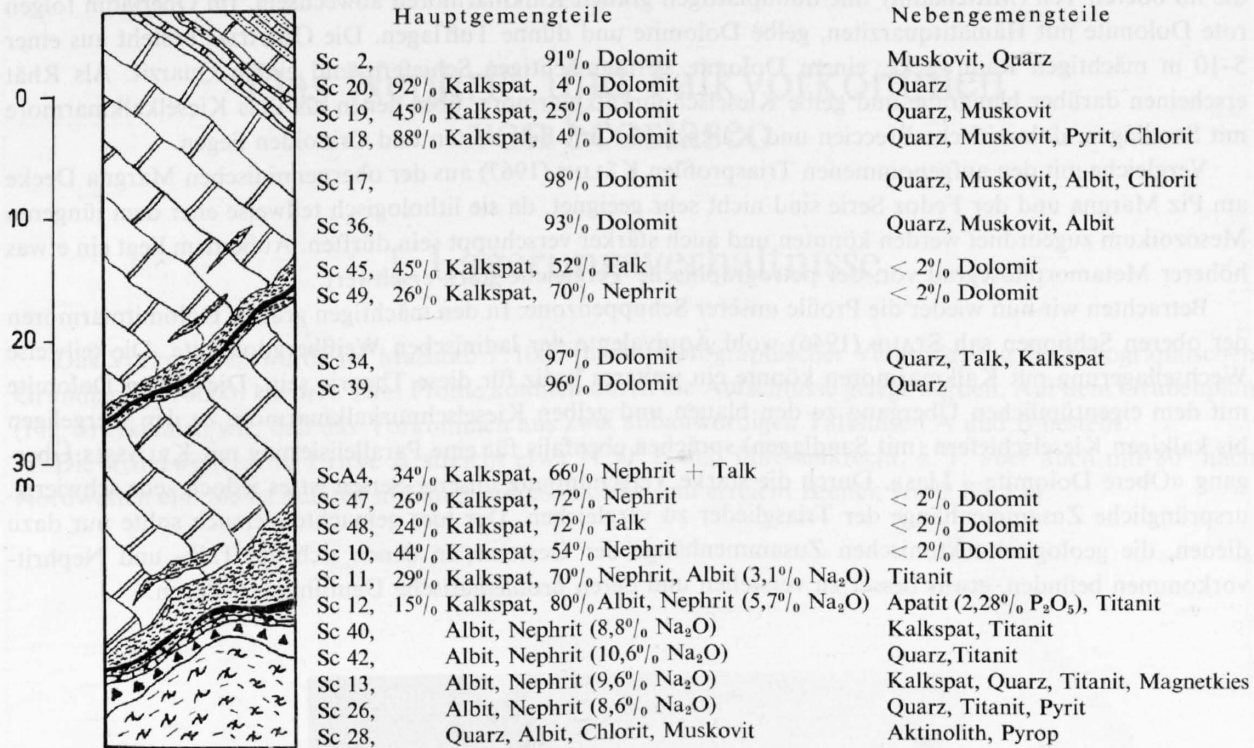 Hauptgemengteile Nebengemengteile
Sc 2, 91% Dolomit Muskovit, Quarz
Sc 20, 92% Kalkspat, 4% Dolomit Quarz
Sc 19, 45% Kalkspat, 25% Dolomit Quarz, Muskovit
Sc 18, 88% Kalkspat, 4% Dolomit Quarz, Muskovit, Pyrit, Chlorit
Sc 17, 98% Dolomit Quarz, Muskovit, Albit, Chlorit
Sc 36, 93% Dolomit Quarz, Muskovit, Albit
Sc 45, 45% Kalkspat, 52% Talk < 2% Dolomit
Sc 49, 26% Kalkspat, 70% Nephrit < 2% Dolomit
Sc 34, 97% Dolomit Quarz, Talk, Kalkspat
Sc 39, 96% Dolomit Quarz
Sc 7, 34% Kalkspat, 66% Nephrit + Talk
Sc 47, 26% Kalkspat, 72% Nephrit < 2% Dolomit
Sc 48, 24% Kalkspat, 72% Talk < 2% Dolomit
Sc 10, 44% Kalkspat, 54% Nephrit 2% Dolomit
Sc 11, 29% Kalkspat, 70% Nephrit, Albit (3,1% Na₂O) Titanit
Sc 12, 15% Kalkspat, 80% Albit, Nephrit (5,7% Na₂O) Apatit (2,28% P₂O₅), Titanit
Sc 40, Albit, Nephrit (8,8% Na₂O) Kalkspat, Titanit
Sc 42, Albit, Nephrit (10,6% Na₂O) Quarz,Titanit
Sc 13, Albit, Nephrit (9,6% Na₂O) Kalkspat, Quarz, Titanit, Magnetkies
Sc 26, Albit, Nephrit (8,6% Na₂O) Quarz, Titanit, Pyrit
Sc 28, Quarz, Albit, Chlorit, Muskovit Aktinolith, Pyrop
0
10
20
30
m